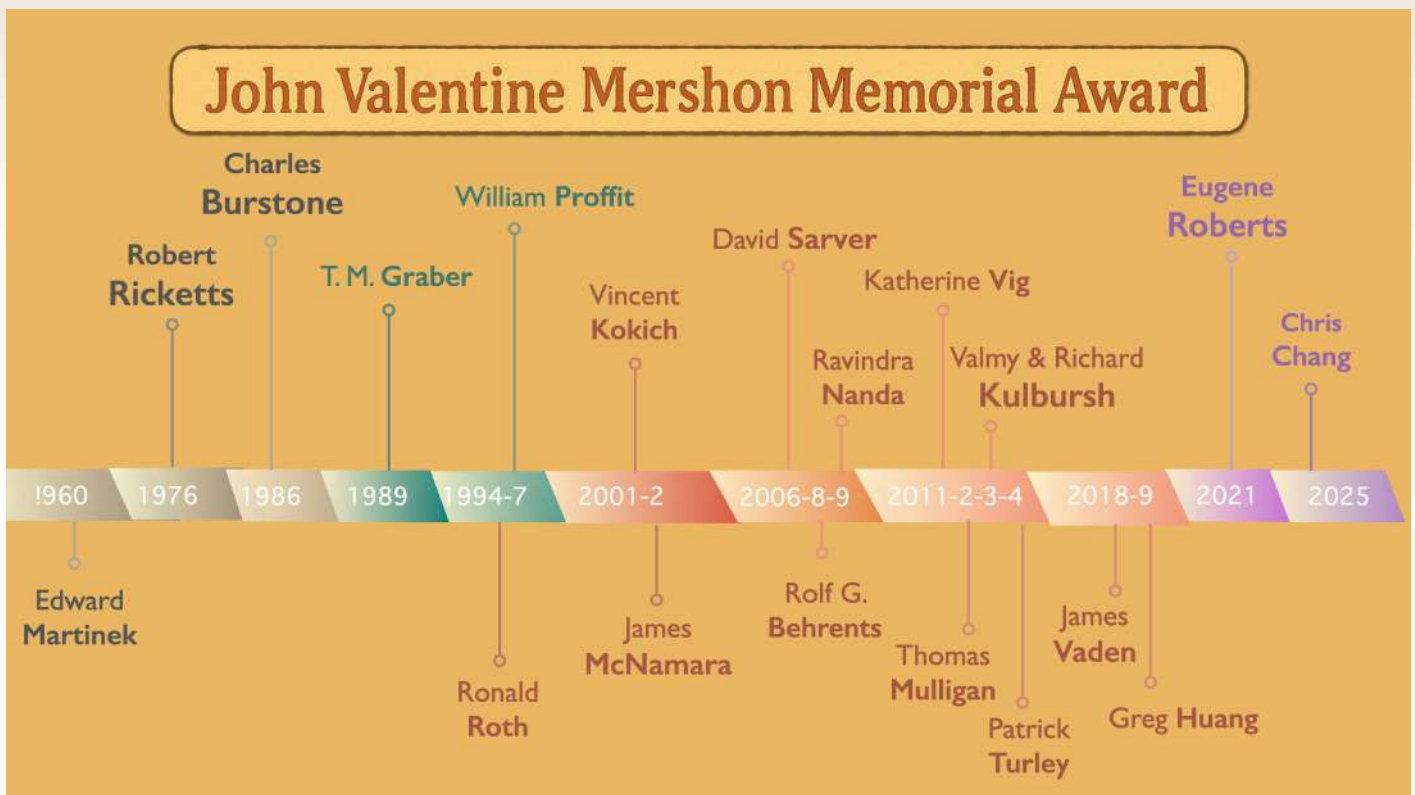 John Valentine Mershon Memorial Award
Charles
Burstone
William Proffit
Eugene
Roberts
David Sarver
Robert
Ricketts
T. M. Graber
Katherine Vig
Vincent
Kokich
Chris
Chang
Ravindra
Nanda
Valmy & Richard
Kulbursh
!960
1976
1986
1989
1994-7
2001-2
2006-8-9
2011-2-3-4
2018-9
2021
2025
Edward
Martinek
Rolf G.
Behrents
James
McNamara
James
Vaden
Thomas
Mulligan
Ronald
Roth
Greg Huang
Patrick
Turley